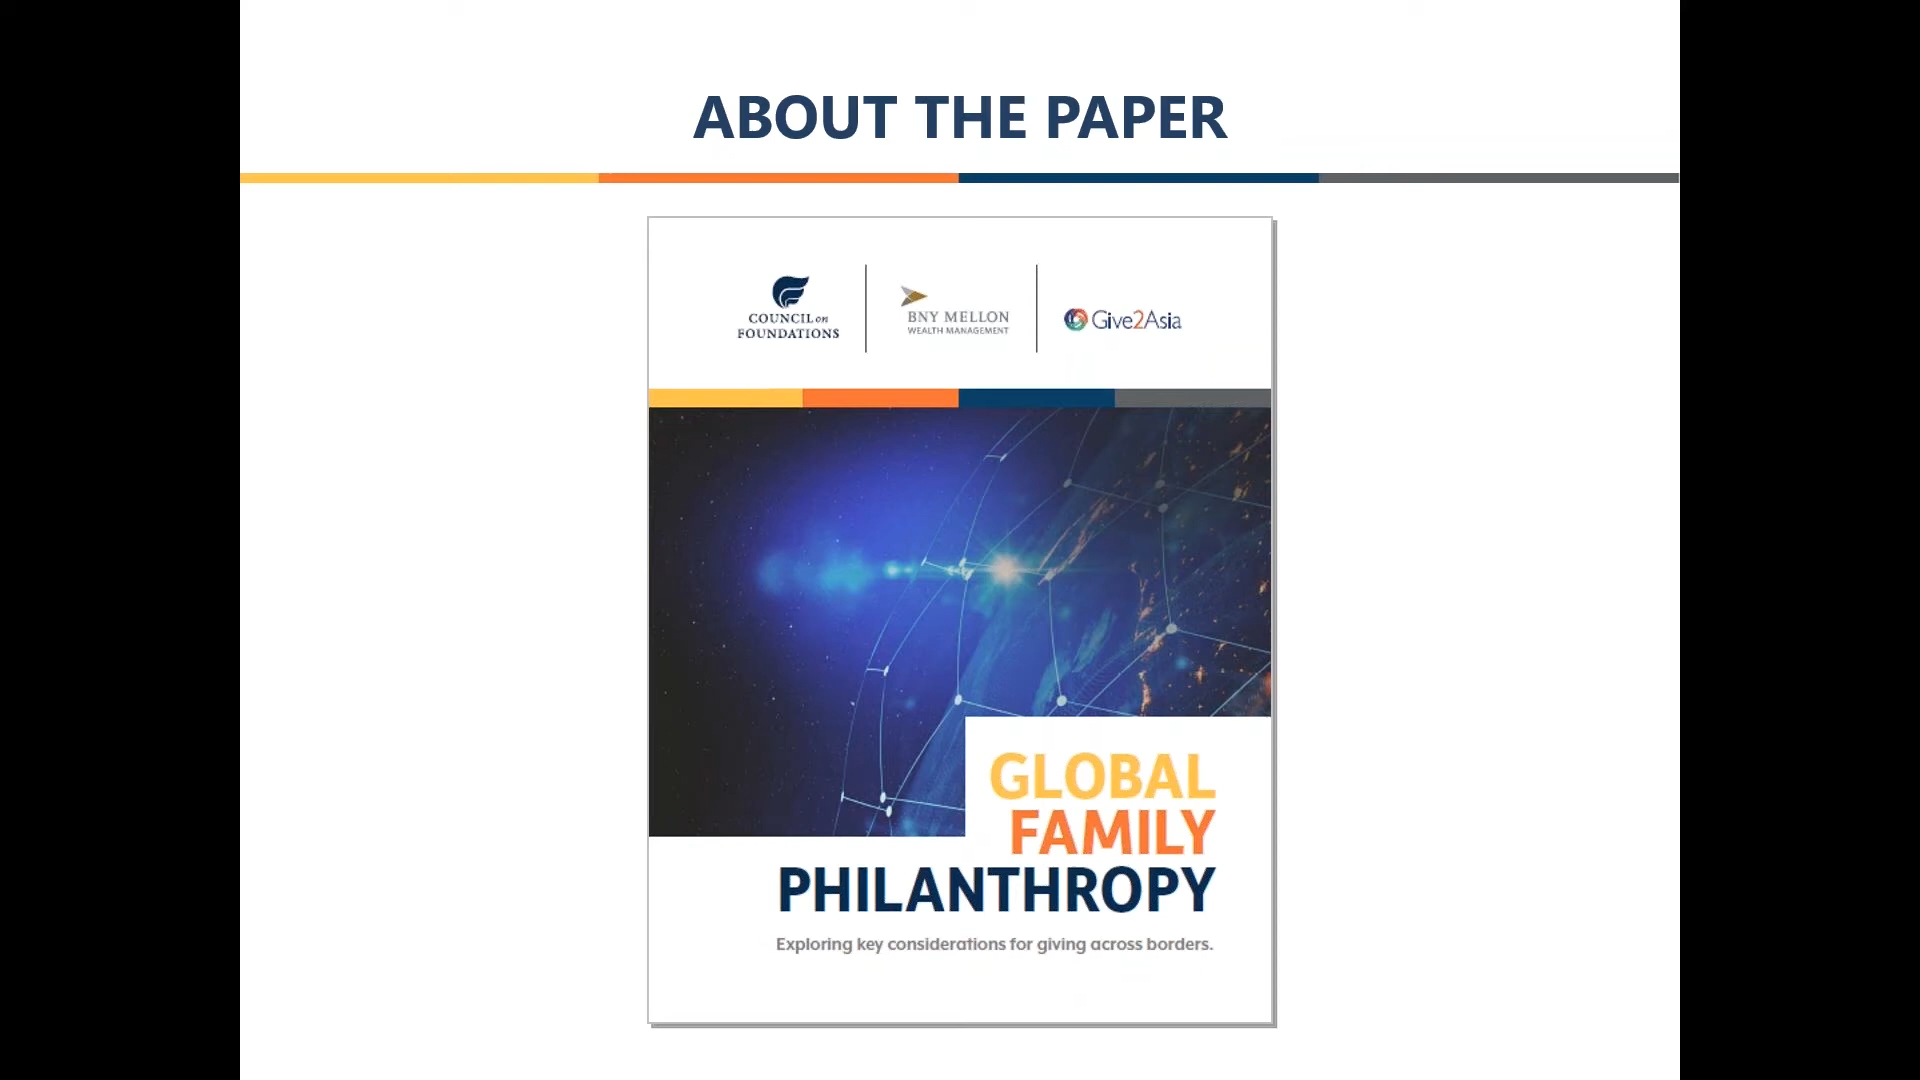 ABOUT THE PAPER
COUNCIL on
FOUNDATIONS
BNY MELLON
WEALTH MANAGEMENT
Give2Asia
GLOBAL
FAMILY
PHILANTHROPY
Exploring key considerations for giving across borders.